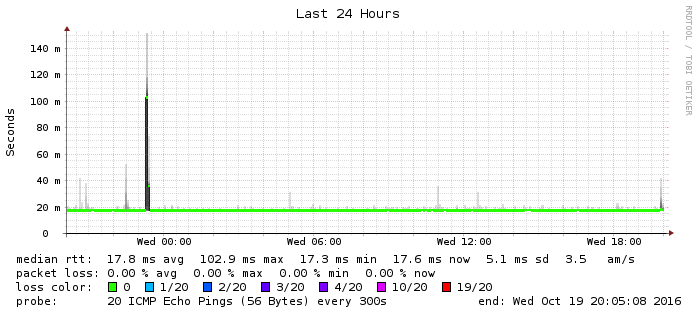 Last 24 Hours
RRDTOOL / TOBI OETIKER
Seconds
140 m
120 m
100 m
80 m
60 m
40 m
20 m
0
Wed 00:00 Wed 06:00 Wed 12:00 Wed 18:00
median rtt: 17.8 ms avg 102.9 ms max 17.3 ms min 17.6 ms now 5.1 ms sd 3.5 am/s
packet loss: 0.00 % avg 0.00 % max 0.00 % min 0.00 % now
loss color: 0 1/20 2/20 3/20 4/20 10/20 19/20
probe: 20 ICMP Echo Pings (56 Bytes) every 300s end: Wed Oct 19 20:05:08 2016